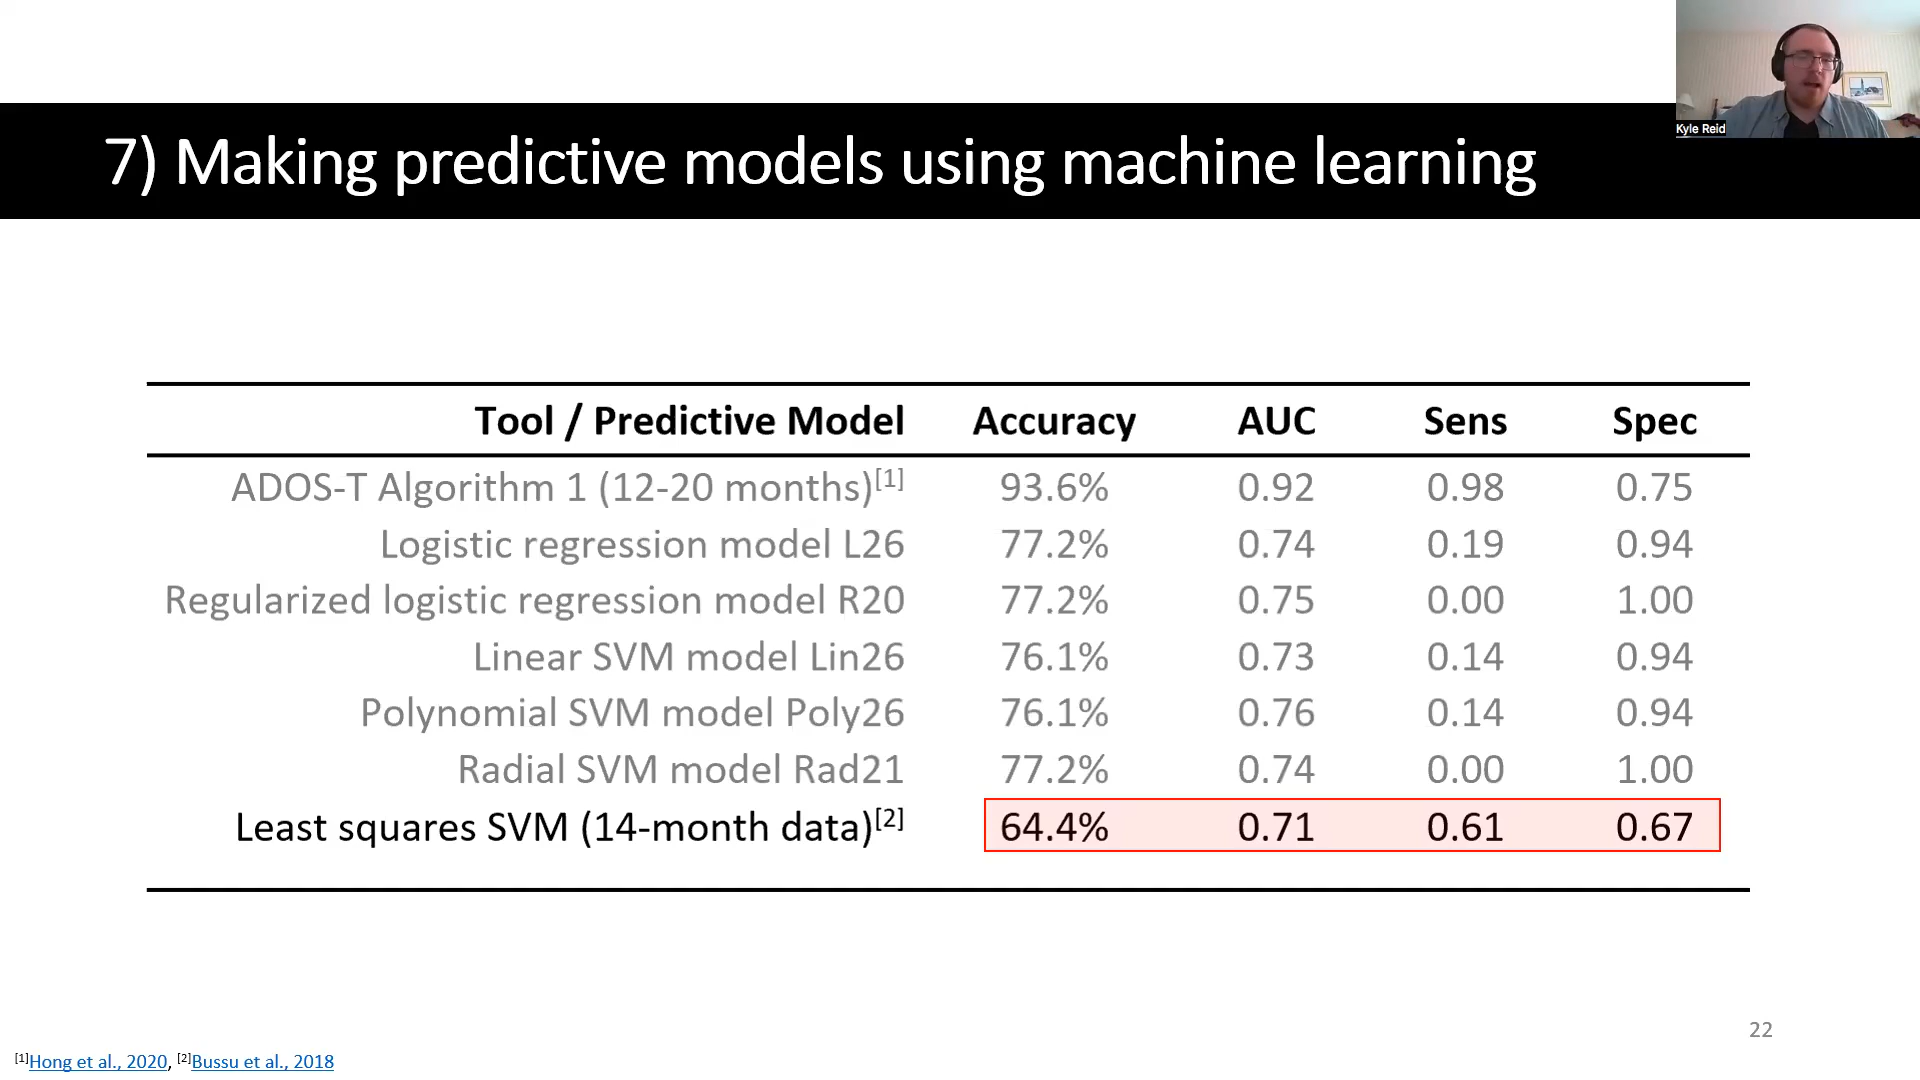 Kyle Reid
7) Making predictive models using machine learning
Tool / Predictive Model Accuracy AUC Sens Spec
ADOS-T Algorithm 1 (12-20 months)[1] 93.6% 0.92 0.98 0.75
Logistic regression model L26 77.2% 0.74 0.19 0.94
Regularized logistic regression model R20 77.2% 0.75 0.00 1.00
Linear SVM model Lin26 76.1% 0.73 0.14 0.94
Polynomial SVM model Poly26 76.1% 0.76 0.14 0.94
Radial SVM model Rad21 77.2% 0.74 0.00 1.00
Least squares SVM (14-month data)[2] 64.4% 0.71 0.61 0.67
22
[1]Hong et al., 2020, [2]Bussu et al., 2018